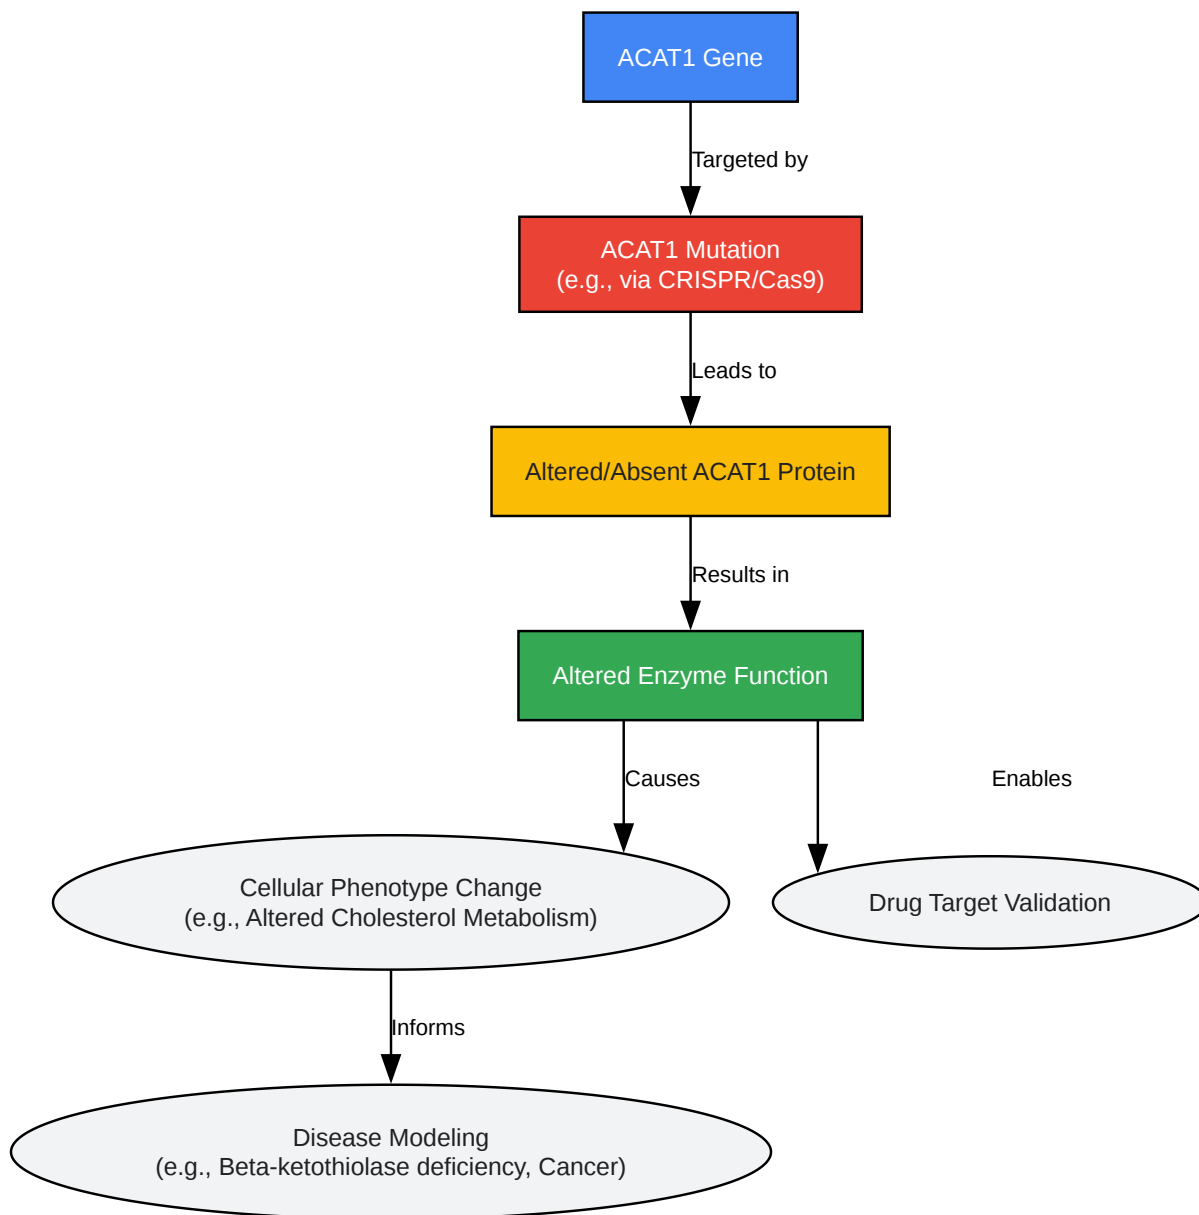 ACAT1 Gene
Targeted by
ACAT1 Mutation
(e.g., via CRISPR/Cas9)
Leads to
Altered/Absent ACAT1 Protein
Results in
Altered Enzyme Function
Causes
Enables
Cellular Phenotype Change
(e.g., Altered Cholesterol Metabolism)
Drug Target Validation
Informs
Disease Modeling
(e.g., Beta-ketothiolase deficiency, Cancer)